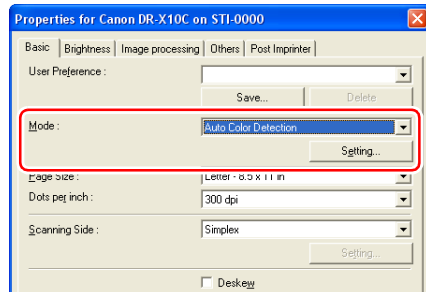 Properties for Canon DR-X10C on STI-0000
Basic Brightness Image processing Others Post Imprinter
User Preference :
Save... Delete
Mode : Auto Color Detection
Setting...
Page Size : Letter - 8.5 x 11 in
Dots per inch : 300 dpi
Scanning Side : Simplex
Setting...
Deskew